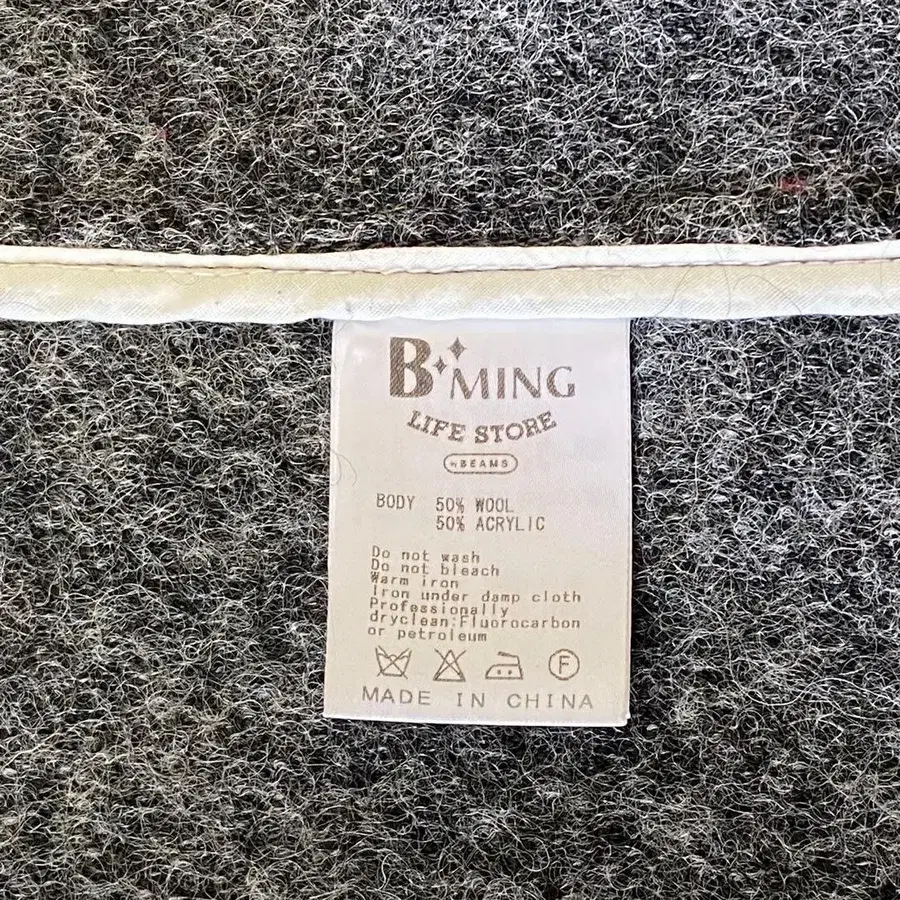 B MING
LIFE STORE
by BEAMS
BODY 50% WOOL
50% ACRYLIC
Do not wash
Do not bleach
Warm iron
Iron under damp cloth
Professionally
dryclean:Fluorocarbon
or petroleum
F
MADE IN CHINA